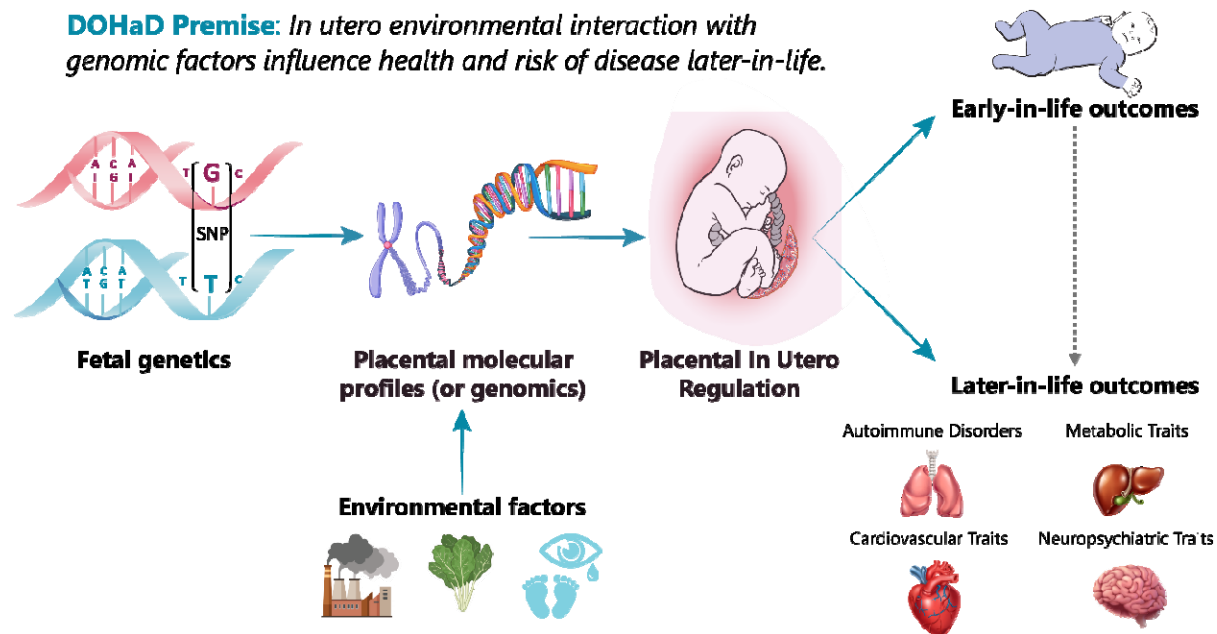 DOHaD Premise: In utero environmental interaction with
genomic factors influence health and risk of disease later-in-life.
Early-in-life outcomes
A C A
T G T
T G C
SNP
A C A
T G T
T T C
Fetal genetics
Placental molecular
profiles (or genomics)
Placental In Utero
Regulation
Later-in-life outcomes
Autoimmune Disorders
Metabolic Traits
Environmental factors
Cardiovascular Traits
Neuropsychiatric Traits